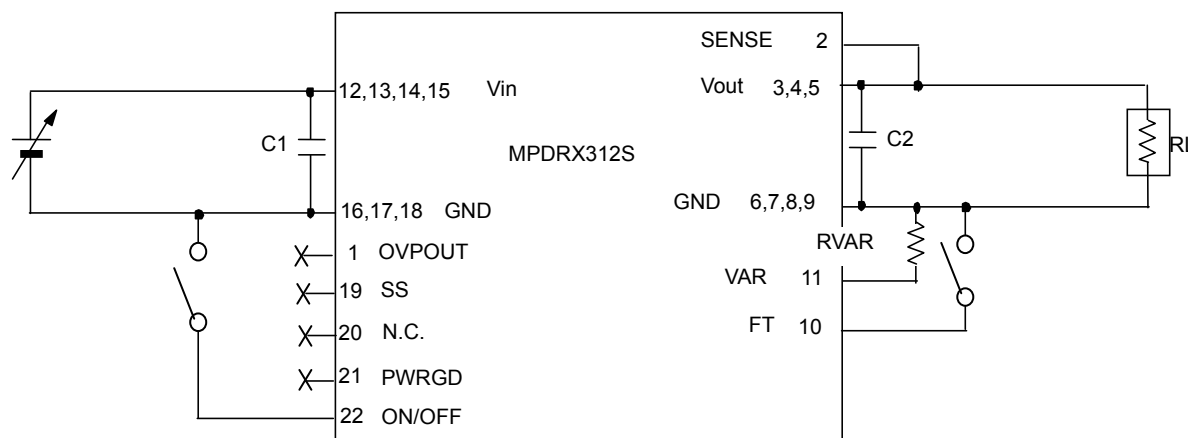 SENSE 2
12,13,14,15 Vin
Vout 3,4,5
C1
MPDRX312S
C2
Rl
16,17,18 GND
GND 6,7,8,9
1 OVPOUT
RVAR
19 SS
VAR 11
20 N.C.
FT 10
21 PWRGD
22 ON/OFF